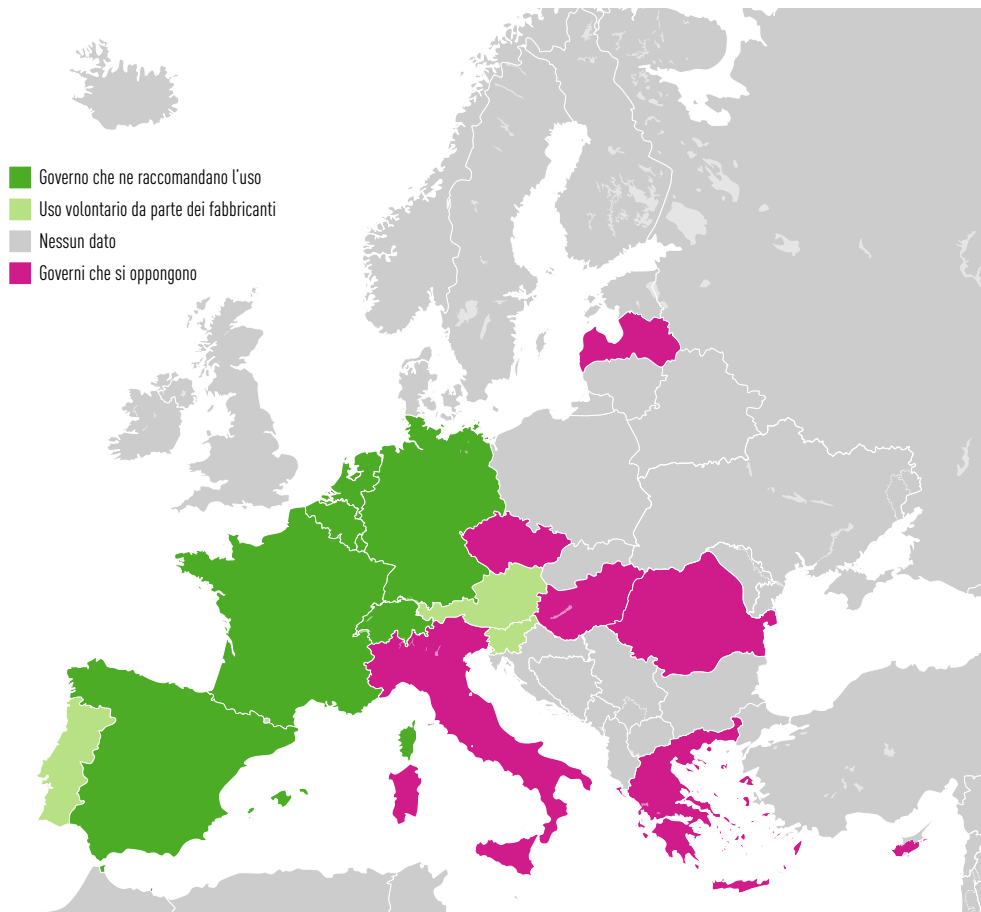 Governo che ne raccomandano l'uso
Uso volontario da parte dei fabbricanti
Nessun dato
Governi che si oppongono